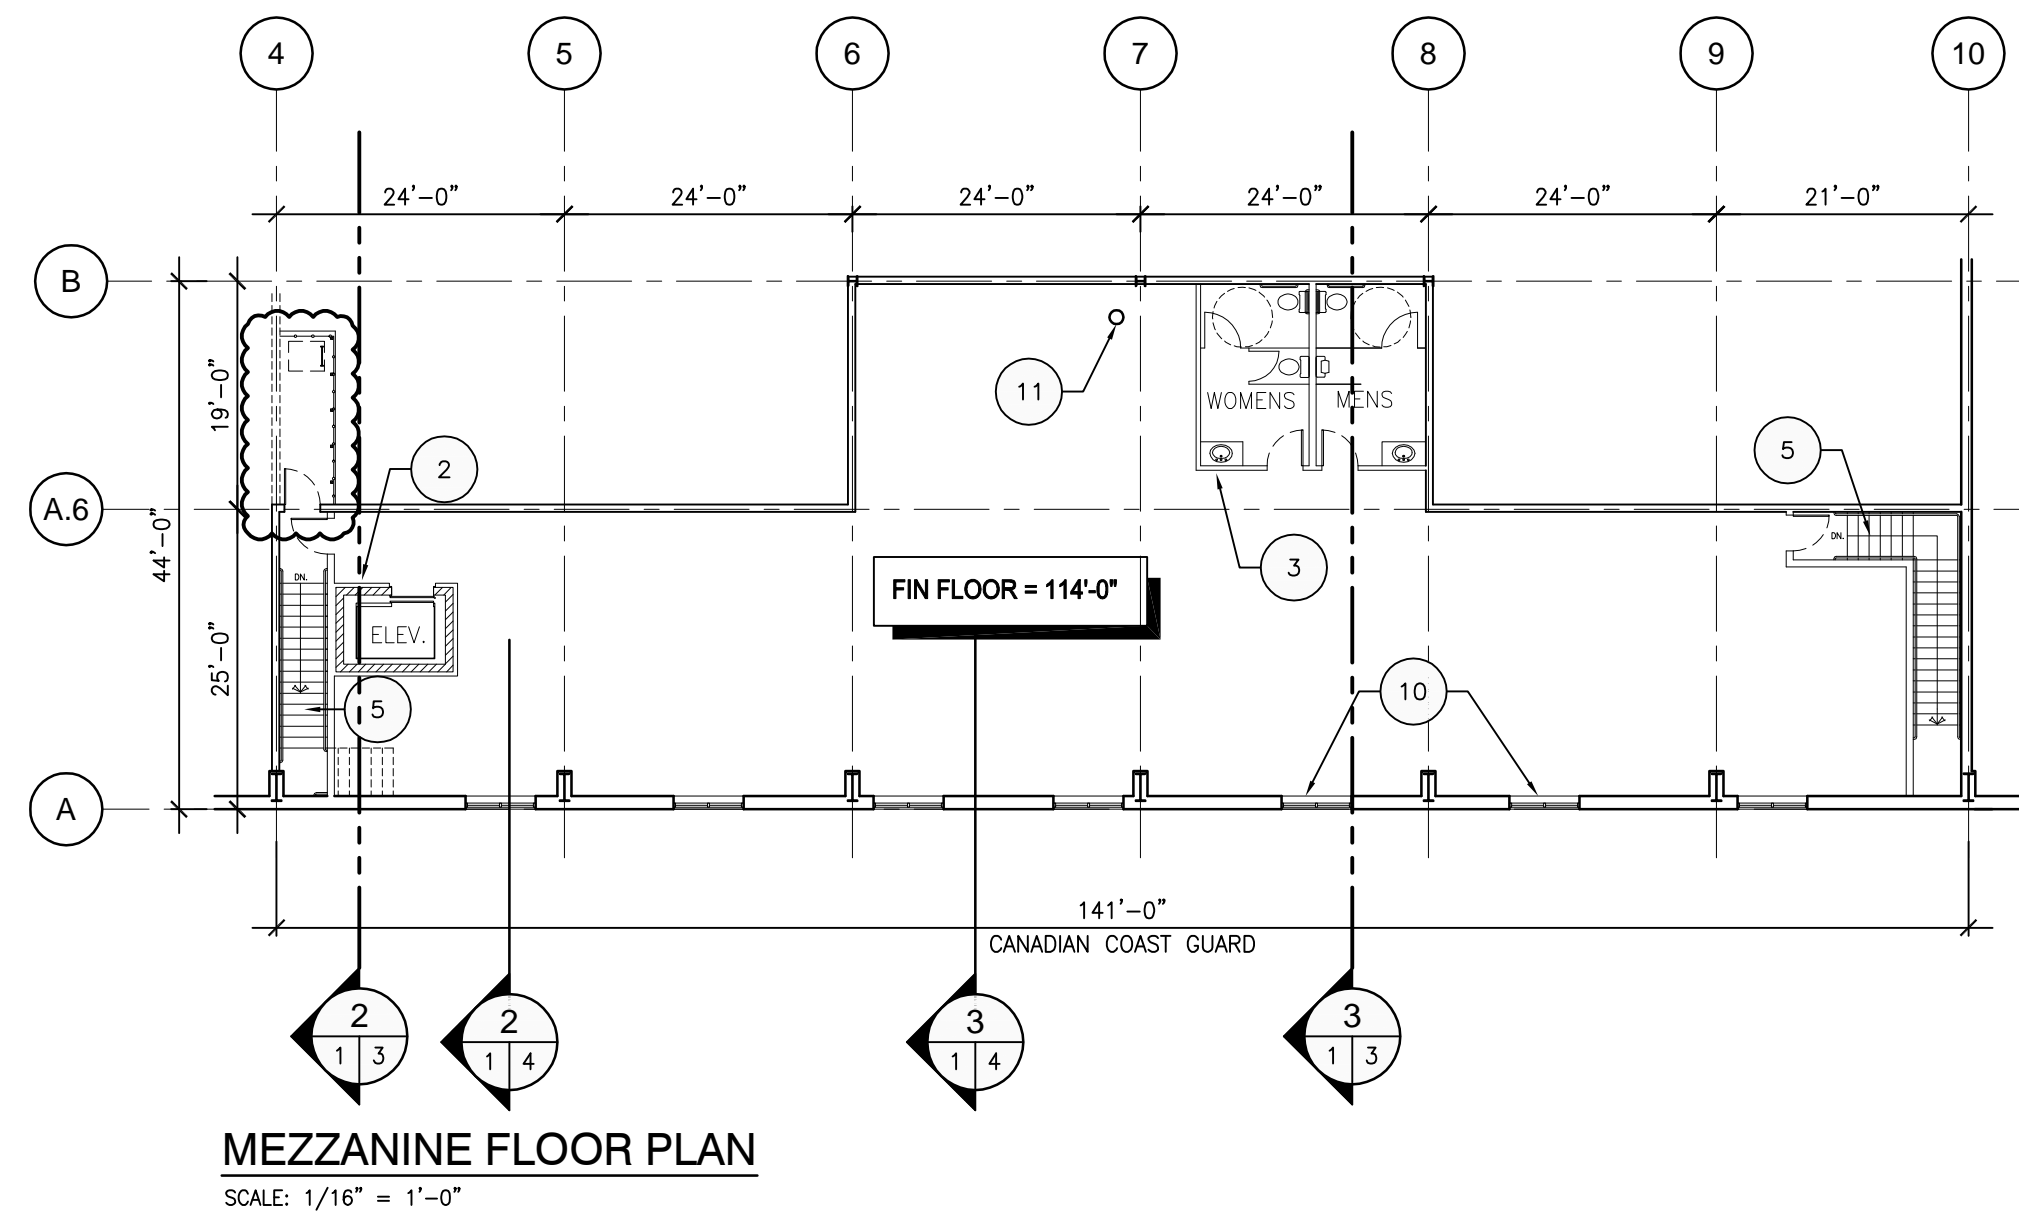 4 5 6 7 8 9 10
24'-0" 24'-0" 24'-0" 24'-0" 24'-0" 21'-0"
B
19'-0"
11
WOMENS MENS
2
5
A.6
44'-0"
DN.
DN.
3
FIN FLOOR = 114'-0"
ELEV.
25'-0"
5
10
A
141'-0"
CANADIAN COAST GUARD
2 2 3 3
1 3 1 4 1 4 1 3
MEZZANINE FLOOR PLAN
SCALE: 1/16" = 1'-0"